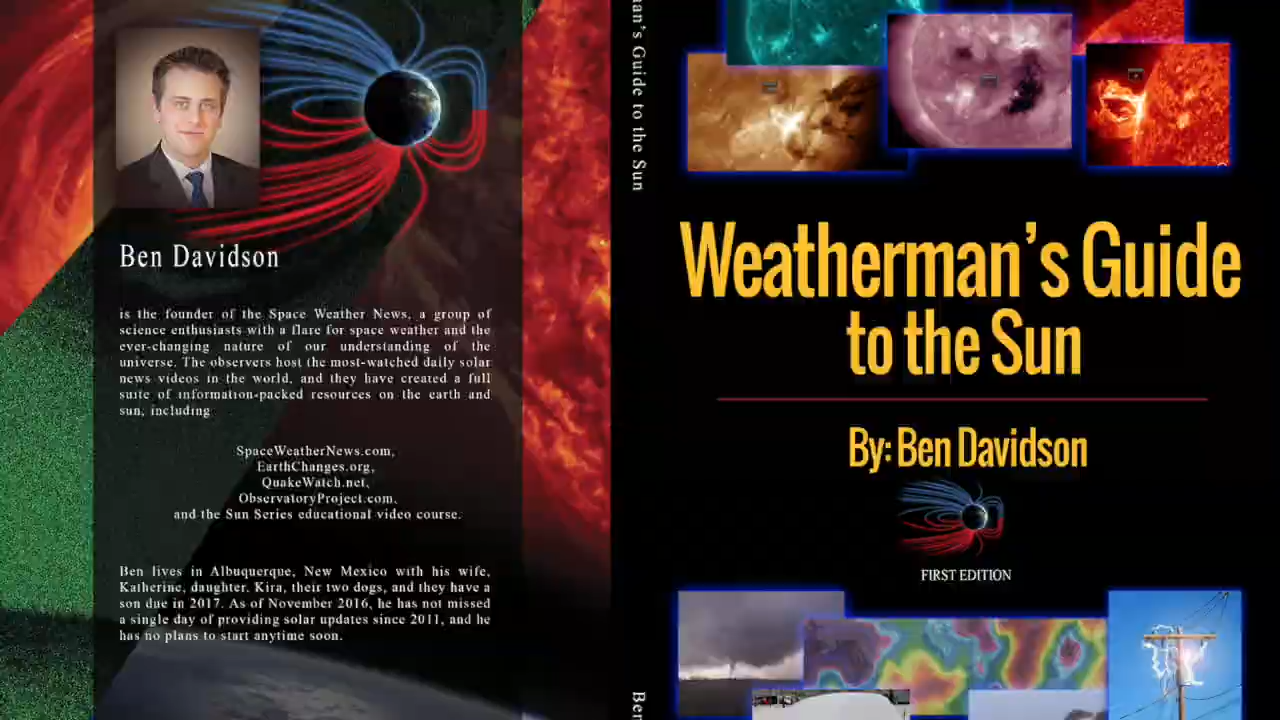 Ben Davidson
is the founder of the Space Weather News, a group of
science enthusiasts with a flare for space weather and the
ever-changing nature of our understanding of the
universe. The observers host the most-watched daily solar
news videos in the world, and they have created a full
suite of information-packed resources on the earth and
sun, including
SpaceWeatherNews.com,
EarthChanges.org,
QuakeWatch.net,
ObservatoryProject.com,
and the Sun Series educational video course.
Ben lives in Albuquerque, New Mexico with his wife,
Katherine, daughter. Kira, their two dogs, and they have a
son due in 2017. As of November 2016, he has not missed
a single day of providing solar updates since 2011, and he
has no plans to start anytime soon.
an's Guide to the Sun
Ben
Weatherman's Guide
to the Sun
By: Ben Davidson
FIRST EDITION